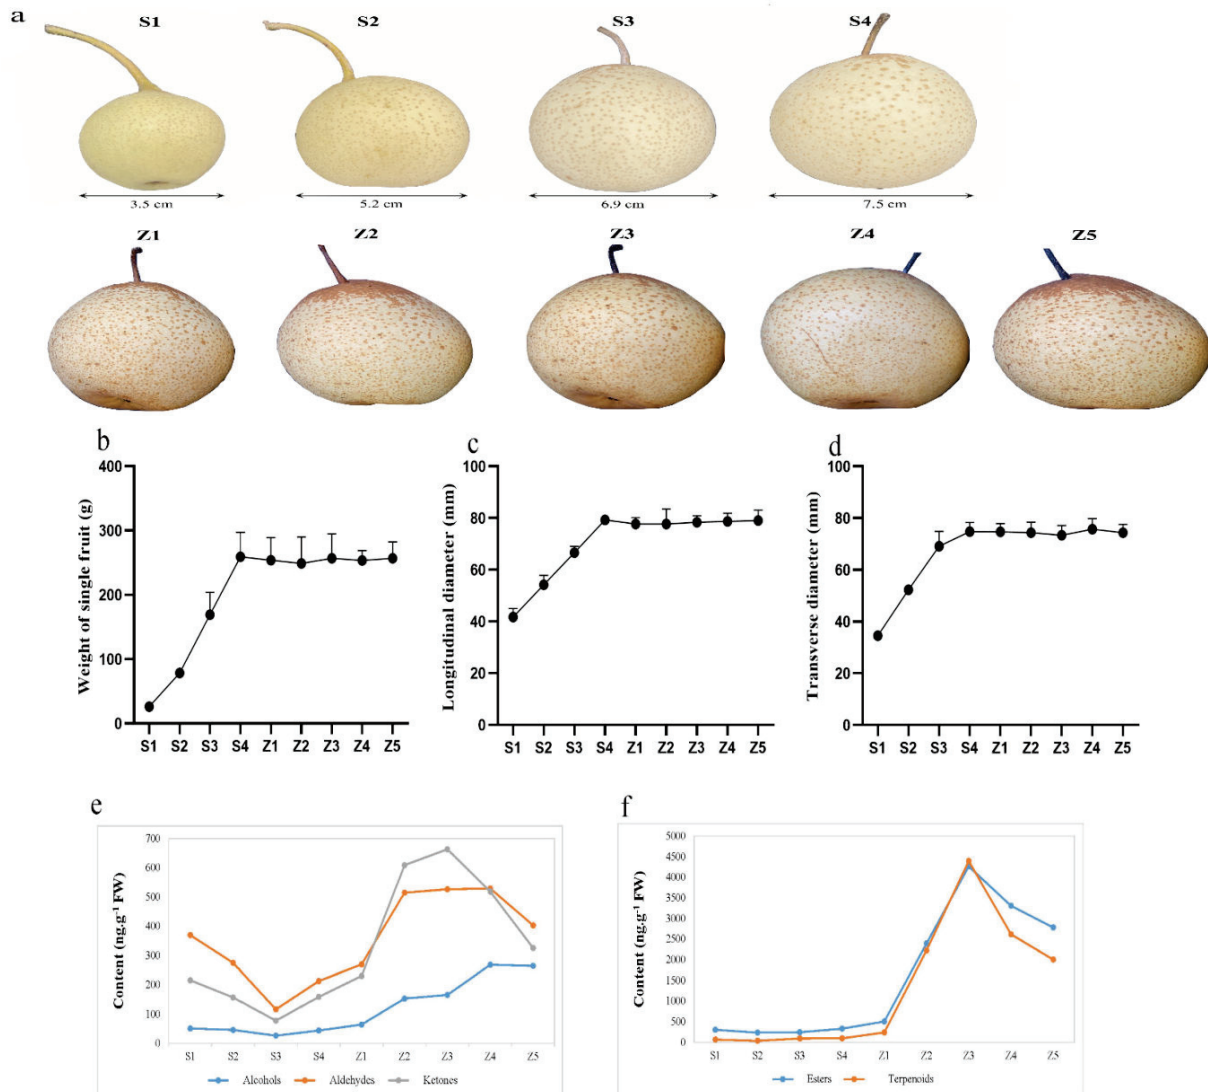 a
S1 S2 S3 S4
3.5 cm 5.2 cm 6.9 cm 7.5 cm
Z1 Z2 Z3 Z4 Z5
b
Weight of single fruit (g)
400
300
200
100
0
S1 S2 S3 S4 Z1 Z2 Z3 Z4 Z5
c
Longitudinal diameter (mm)
100
80
60
40
20
0
S1 S2 S3 S4 Z1 Z2 Z3 Z4 Z5
d
Transverse diameter (mm)
100
80
60
40
20
0
S1 S2 S3 S4 Z1 Z2 Z3 Z4 Z5
e
Content (ng.g⁻¹ FW)
700
600
500
400
300
200
100
0
S1 S2 S3 S4 Z1 Z2 Z3 Z4 Z5
Alcohols Aldehydes Ketones
f
Content (ng.g⁻¹ FW)
5000
4500
4000
3500
3000
2500
2000
1500
1000
500
0
S1 S2 S3 S4 Z1 Z2 Z3 Z4 Z5
Esters Terpenoids